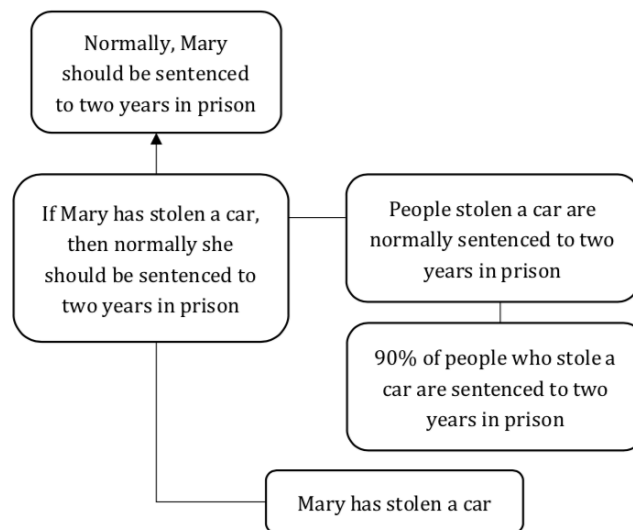 Normally, Mary
should be sentenced
to two years in prison
If Mary has stolen a car,
then normally she
should be sentenced to
two years in prison
People stolen a car are
normally sentenced to two
years in prison
90% of people who stole a
car are sentenced to two
years in prison
Mary has stolen a car